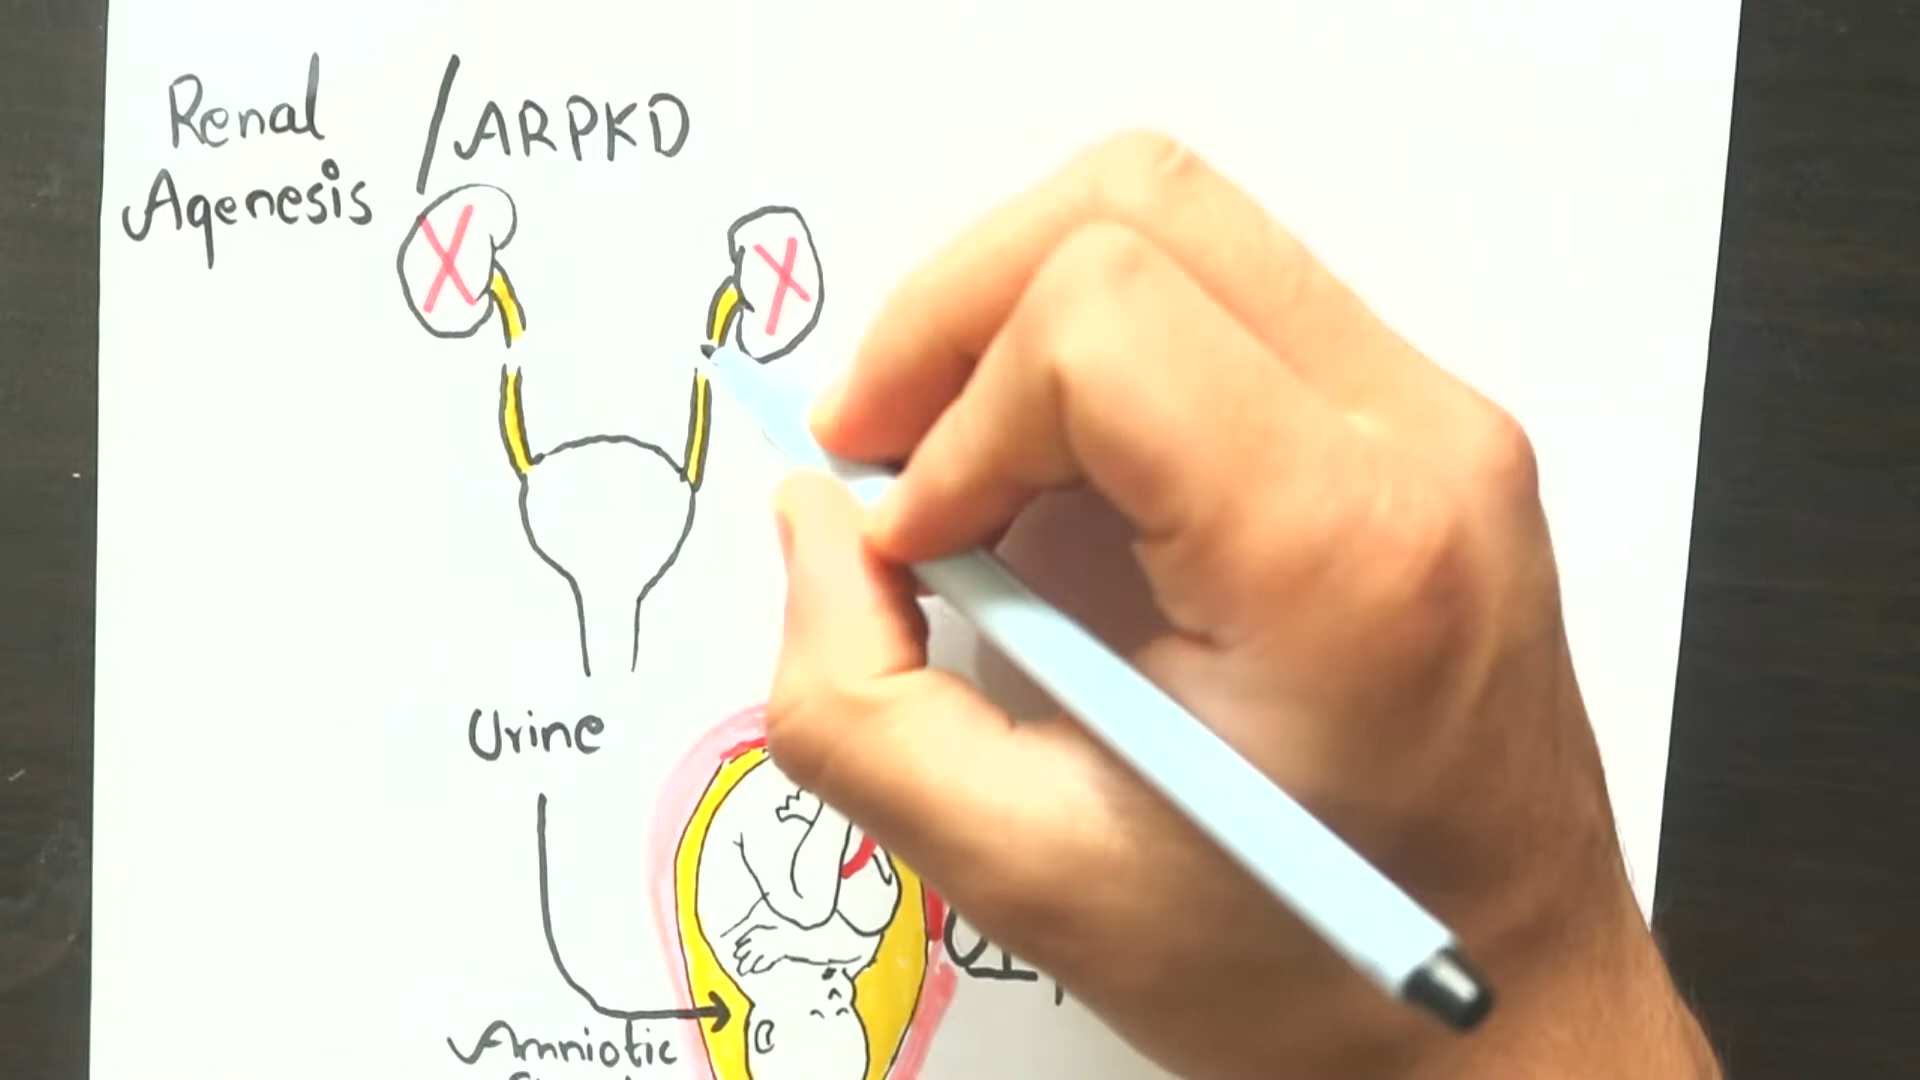 Renal
Agenesis
/ARPKD
Urine
Amniotic